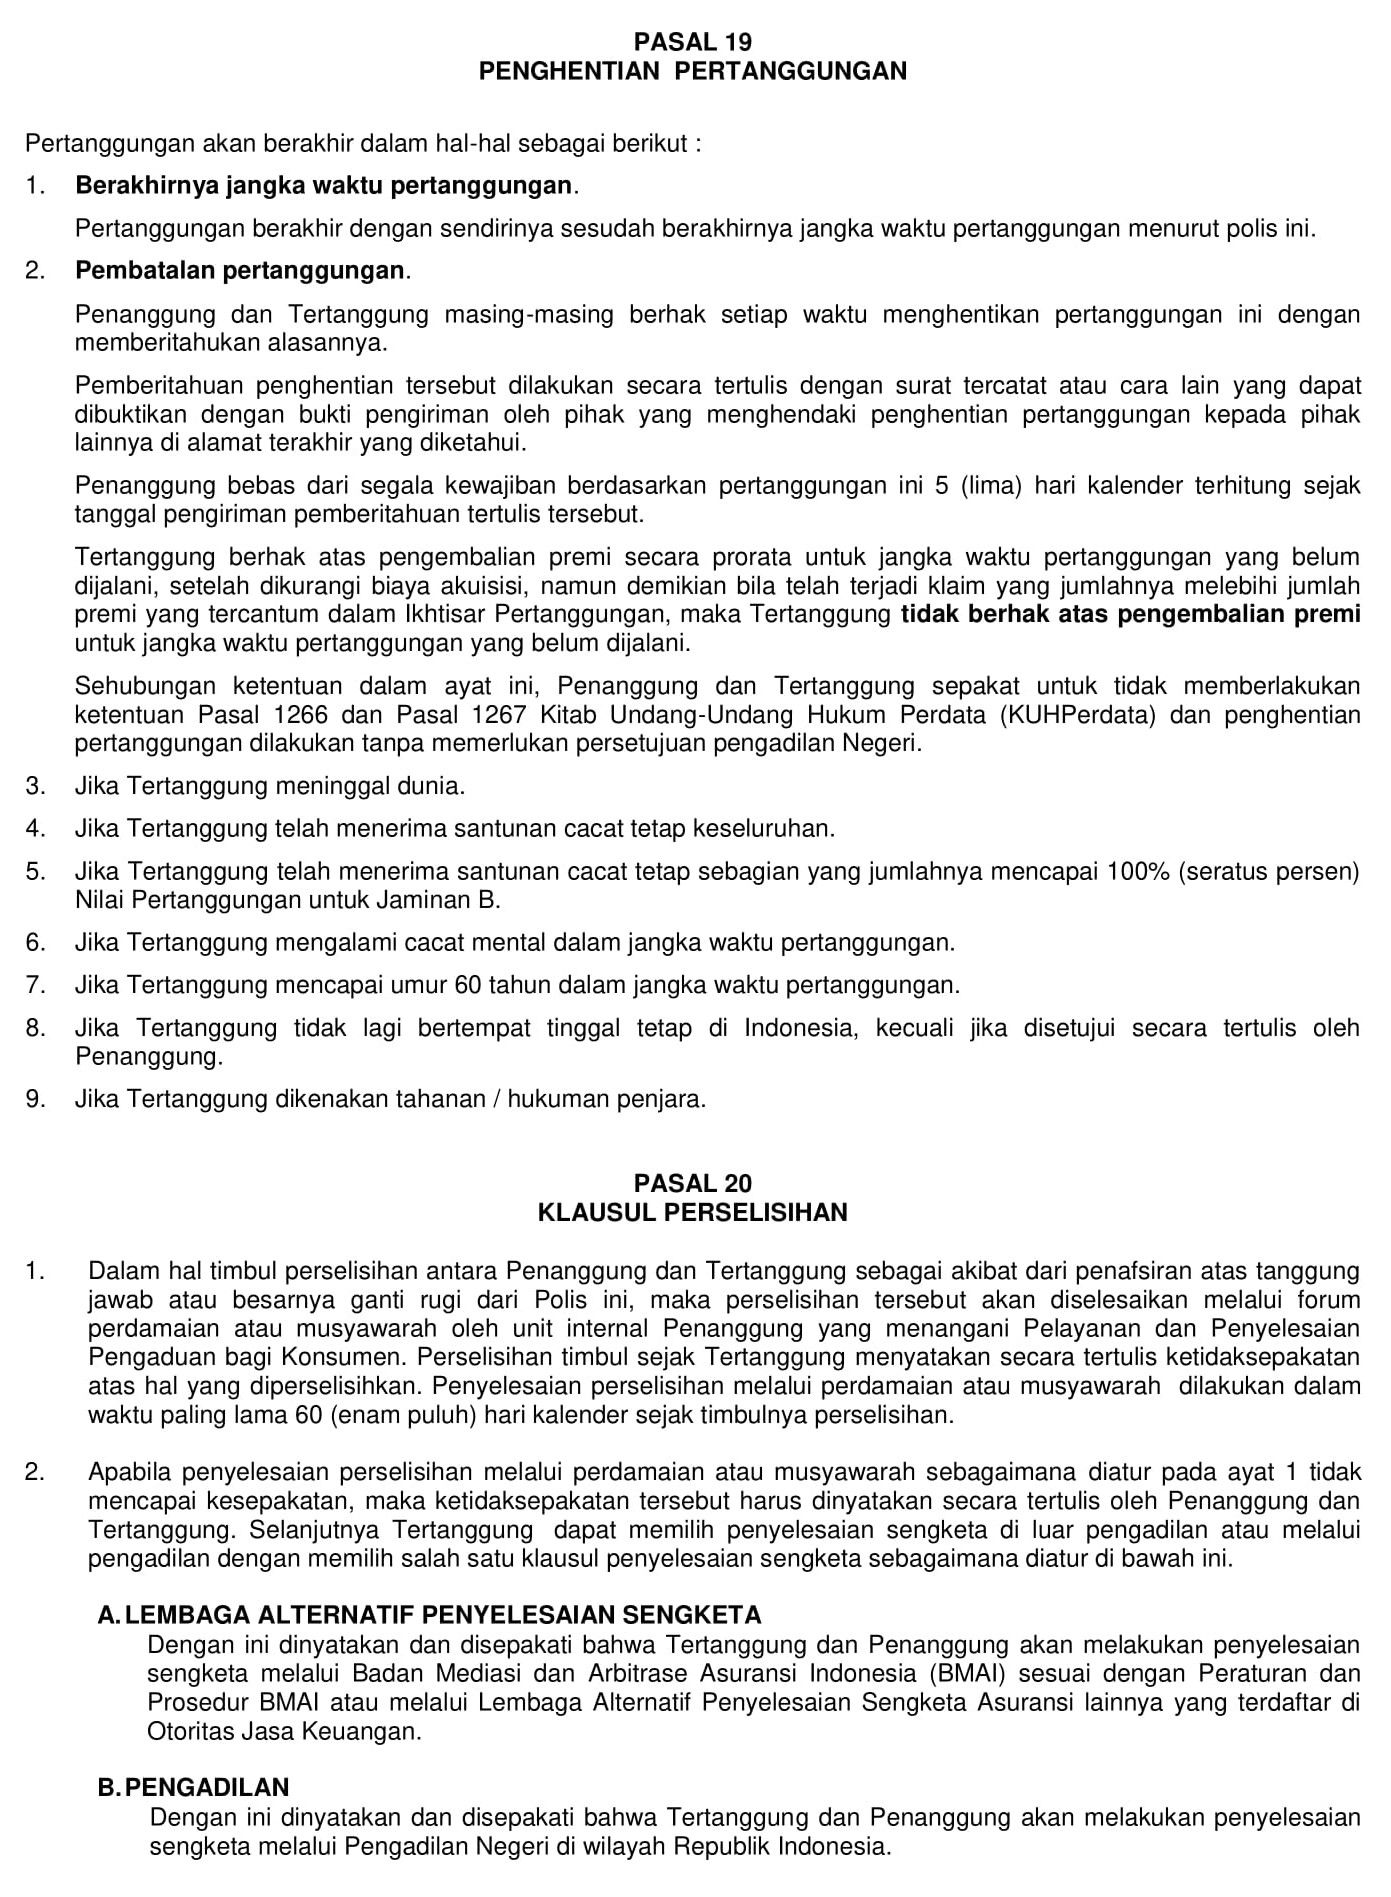 PASAL 19
PENGHENTIAN PERTANGGUNGAN
Pertanggungan akan berakhir dalam hal-hal sebagai berikut :
1. Berakhirnya jangka waktu pertanggungan.
Pertanggungan berakhir dengan sendirinya sesudah berakhirnya jangka waktu pertanggungan menurut polis ini.
2. Pembatalan pertanggungan.
Penanggung dan Tertanggung masing-masing berhak setiap waktu menghentikan pertanggungan ini dengan
memberitahukan alasannya.
Pemberitahuan penghentian tersebut dilakukan secara tertulis dengan surat tercatat atau cara lain yang dapat
dibuktikan dengan bukti pengiriman oleh pihak yang menghendaki penghentian pertanggungan kepada pihak
lainnya di alamat terakhir yang diketahui.
Penanggung bebas dari segala kewajiban berdasarkan pertanggungan ini 5 (lima) hari kalender terhitung sejak
tanggal pengiriman pemberitahuan tertulis tersebut.
Tertanggung berhak atas pengembalian premi secara prorata untuk jangka waktu pertanggungan yang belum
dijalani, setelah dikurangi biaya akuisisi, namun demikian bila telah terjadi klaim yang jumlahnya melebihi jumlah
premi yang tercantum dalam Ikhtisar Pertanggungan, maka Tertanggung tidak berhak atas pengembalian premi
untuk jangka waktu pertanggungan yang belum dijalani.
Sehubungan ketentuan dalam ayat ini, Penanggung dan Tertanggung sepakat untuk tidak memberlakukan
ketentuan Pasal 1266 dan Pasal 1267 Kitab Undang-Undang Hukum Perdata (KUHPerdata) dan penghentian
pertanggungan dilakukan tanpa memerlukan persetujuan pengadilan Negeri.
3. Jika Tertanggung meninggal dunia.
4. Jika Tertanggung telah menerima santunan cacat tetap keseluruhan.
5. Jika Tertanggung telah menerima santunan cacat tetap sebagian yang jumlahnya mencapai 100% (seratus persen)
Nilai Pertanggungan untuk Jaminan B.
6. Jika Tertanggung mengalami cacat mental dalam jangka waktu pertanggungan.
7. Jika Tertanggung mencapai umur 60 tahun dalam jangka waktu pertanggungan.
8. Jika Tertanggung tidak lagi bertempat tinggal tetap di Indonesia, kecuali jika disetujui secara tertulis oleh
Penanggung.
9. Jika Tertanggung dikenakan tahanan / hukuman penjara.
PASAL 20
KLAUSUL PERSELISIHAN
1. Dalam hal timbul perselisihan antara Penanggung dan Tertanggung sebagai akibat dari penafsiran atas tanggung
jawab atau besarnya ganti rugi dari Polis ini, maka perselisihan tersebut akan diselesaikan melalui forum
perdamaian atau musyawarah oleh unit internal Penanggung yang menangani Pelayanan dan Penyelesaian
Pengaduan bagi Konsumen. Perselisihan timbul sejak Tertanggung menyatakan secara tertulis ketidaksepakatan
atas hal yang diperselisihkan. Penyelesaian perselisihan melalui perdamaian atau musyawarah dilakukan dalam
waktu paling lama 60 (enam puluh) hari kalender sejak timbulnya perselisihan.
2. Apabila penyelesaian perselisihan melalui perdamaian atau musyawarah sebagaimana diatur pada ayat 1 tidak
mencapai kesepakatan, maka ketidaksepakatan tersebut harus dinyatakan secara tertulis oleh Penanggung dan
Tertanggung. Selanjutnya Tertanggung dapat memilih penyelesaian sengketa di luar pengadilan atau melalui
pengadilan dengan memilih salah satu klausul penyelesaian sengketa sebagaimana diatur di bawah ini.
A. LEMBAGA ALTERNATIF PENYELESAIAN SENGKETA
Dengan ini dinyatakan dan disepakati bahwa Tertanggung dan Penanggung akan melakukan penyelesaian
sengketa melalui Badan Mediasi dan Arbitrase Asuransi Indonesia (BMAI) sesuai dengan Peraturan dan
Prosedur BMAI atau melalui Lembaga Alternatif Penyelesaian Sengketa Asuransi lainnya yang terdaftar di
Otoritas Jasa Keuangan.
B. PENGADILAN
Dengan ini dinyatakan dan disepakati bahwa Tertanggung dan Penanggung akan melakukan penyelesaian
sengketa melalui Pengadilan Negeri di wilayah Republik Indonesia.